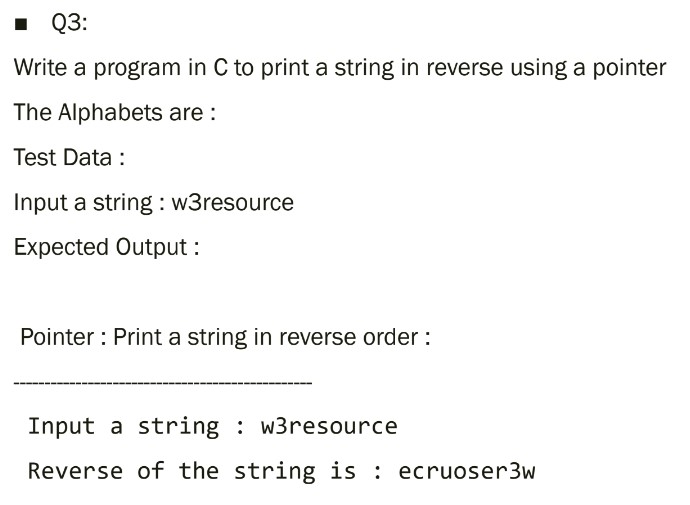 ■ Q3:
Write a program in C to print a string in reverse using a pointer
The Alphabets are :
Test Data :
Input a string : w3resource
Expected Output :
Pointer : Print a string in reverse order :
------------------------------------------------
Input a string : w3resource
Reverse of the string is : ecruoser3w